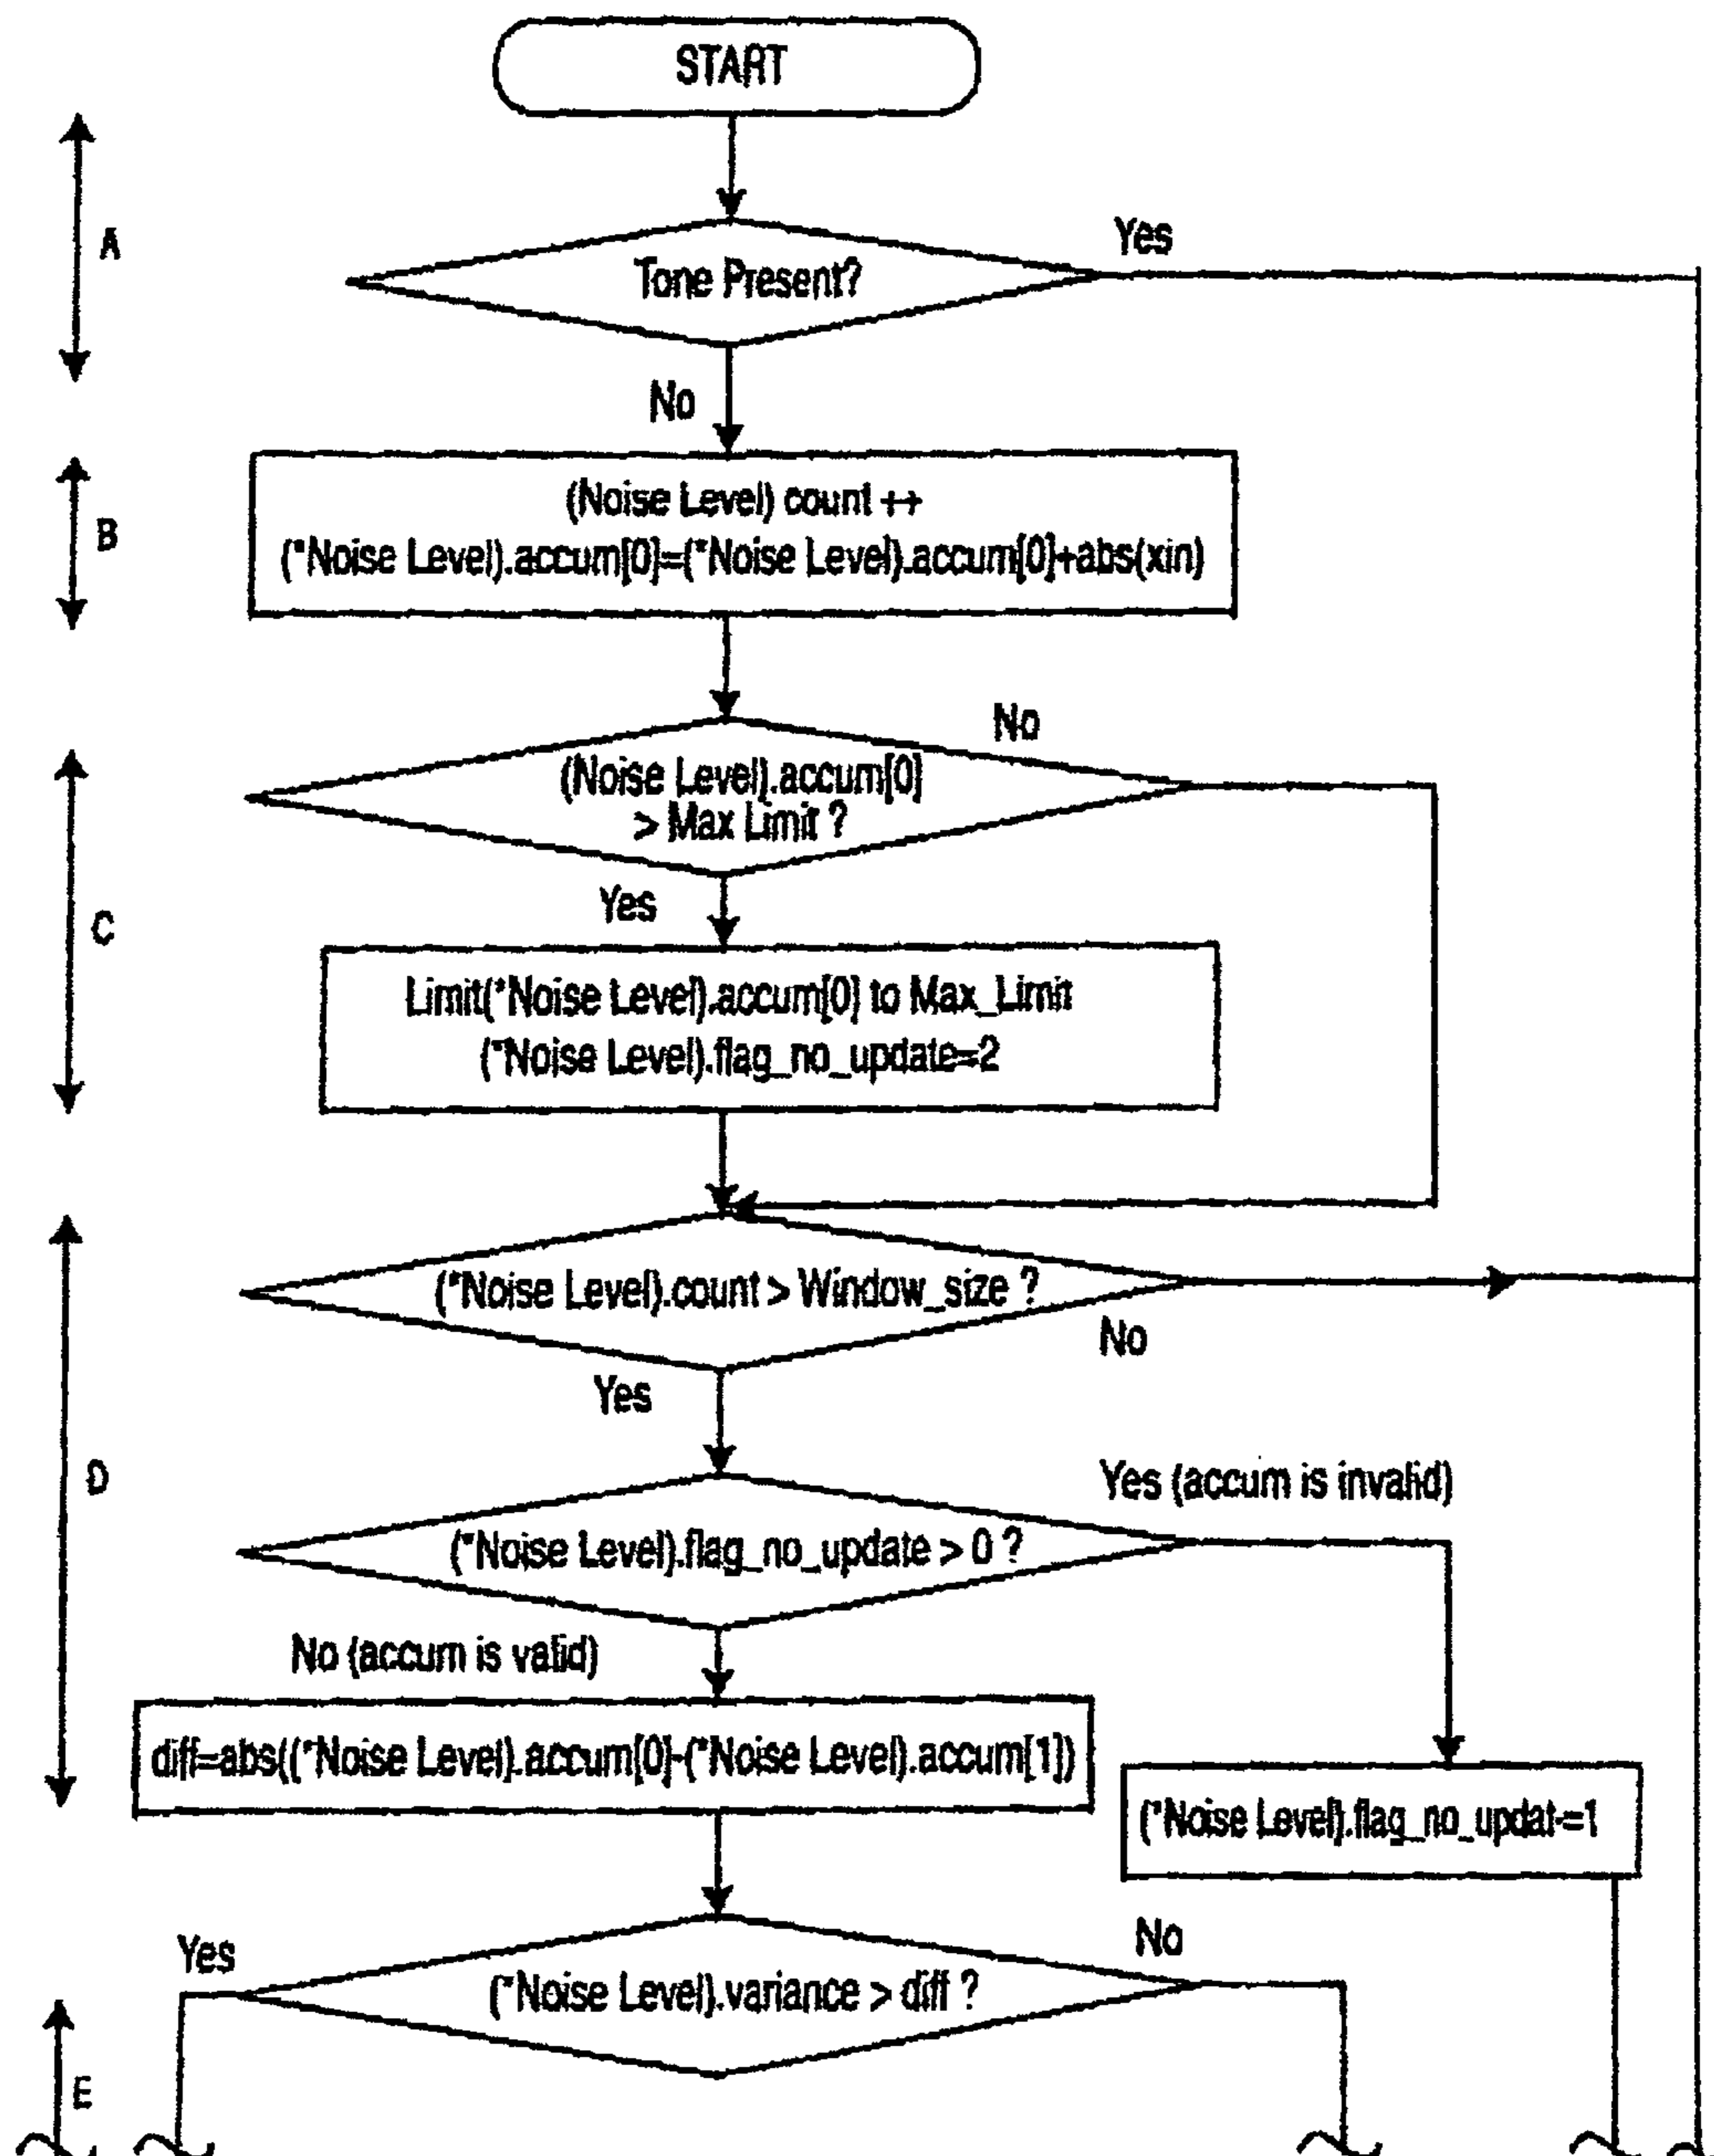 START
A
Yes
Tone Present?
No
B
(Noise Level) count ++
(*Noise Level).accum[0]=(*Noise Level).accum[0]+abs(xin)
No
(Noise Level).accum[0]
> Max Limit ?
C
Yes
Limit(*Noise Level).accum[0] to Max_Limit
(*Noise Level).flag_no_update=2
(*Noise Level).count > Window_size ?
No
Yes
D
Yes (accum is invalid)
(*Noise Level).flag_no_update > 0 ?
No (accum is valid)
diff=abs((*Noise Level).accum[0]-(*Noise Level).accum[1])
(*Noise Level).flag_no_updat-=1
Yes
No
(*Noise Level).variance > diff ?
E